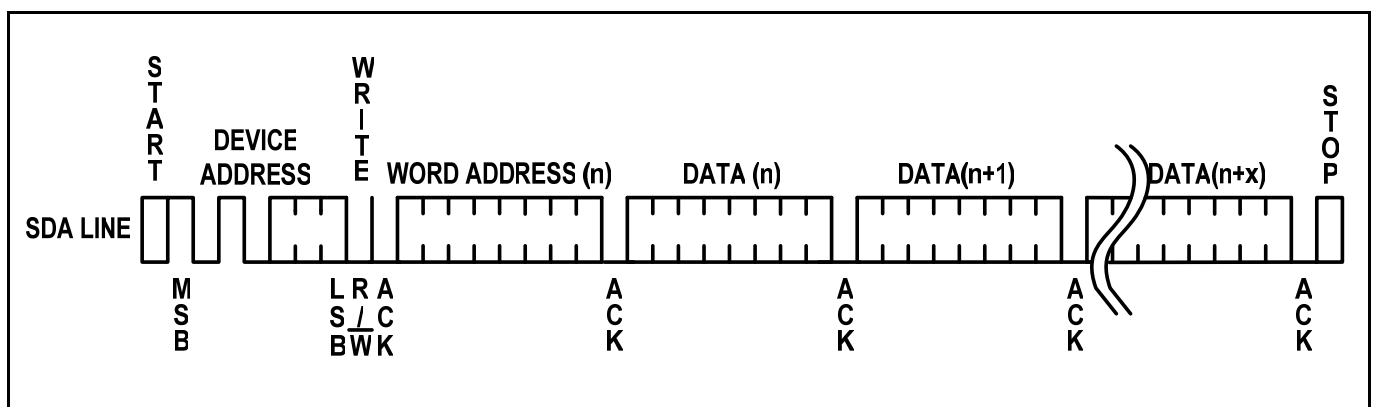 START
WRITE
STOP
DEVICE
ADDRESS
WORD ADDRESS (n)
DATA (n)
DATA(n+1)
DATA(n+x)
SDA LINE
MSB
LSB
R/W
ACK
ACK
ACK
ACK
ACK